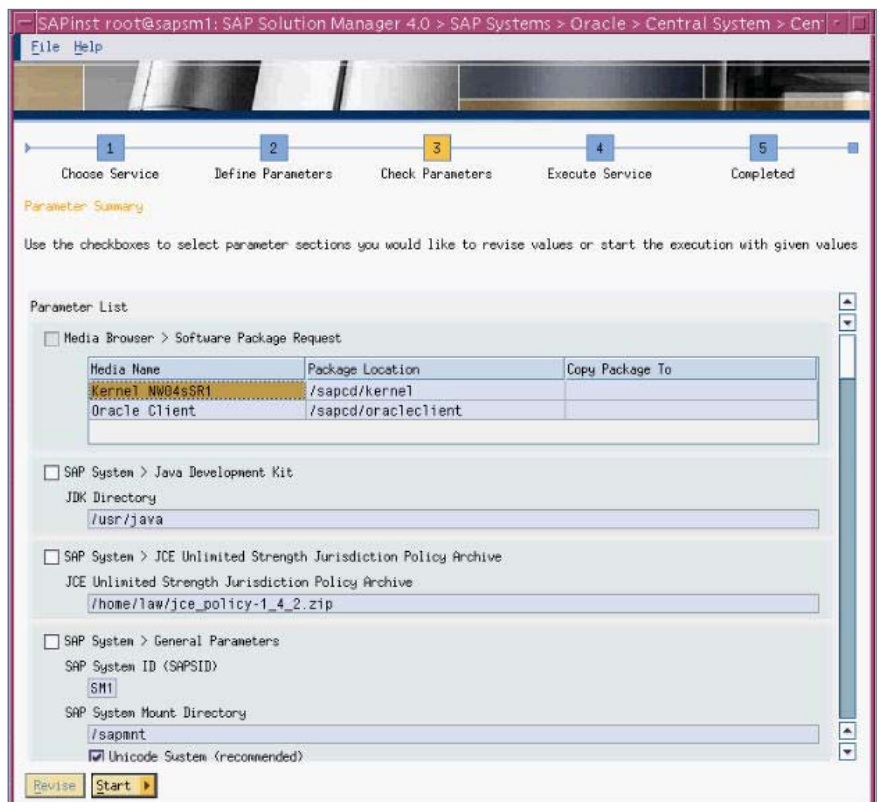 SAPinst root@sapsm1: SAP Solution Manager 4.0 > SAP Systems > Oracle > Central System > Cen
File Help
1 2 3 4 5
Choose Service Define Parameters Check Parameters Execute Service Completed
Parameter Summary
Use the checkboxes to select parameter sections you would like to revise values or start the execution with given values
Parameter List
Media Browser > Software Package Request
Media Name Package Location Copy Package To
Kernel NW04sSR1 /sapcd/kernel
Oracle Client /sapcd/oracleclient
SAP System > Java Development Kit
JDK Directory
/usr/java
SAP System > JCE Unlimited Strength Jurisdiction Policy Archive
JCE Unlimited Strength Jurisdiction Policy Archive
/home/law/jce_policy-1_4_2.zip
SAP System > General Parameters
SAP System ID (SAPSID)
SM1
SAP System Mount Directory
/sapmnt
Unicode System (recommended)
Revise Start